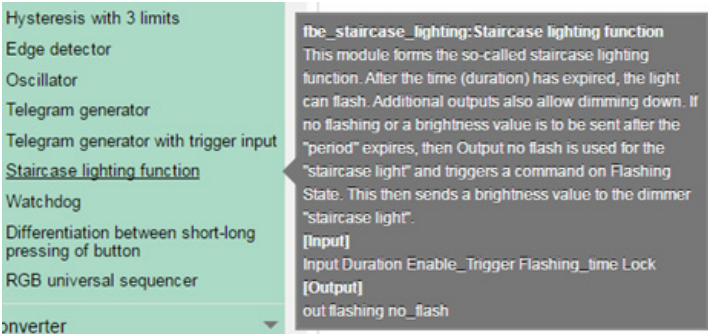 Hysteresis with 3 limits
Edge detector
Oscillator
Telegram generator
Telegram generator with trigger input
Staircase lighting function
Watchdog
Differentiation between short-long
pressing of button
RGB universal sequencer
onverter
fbe_staircase_lighting:Staircase lighting function
This module forms the so-called staircase lighting
function. After the time (duration) has expired, the light
can flash. Additional outputs also allow dimming down. If
no flashing or a brightness value is to be sent after the
"period" expires, then Output no flash is used for the
"staircase light" and triggers a command on Flashing
State. This then sends a brightness value to the dimmer
"staircase light".
[Input]
Input Duration Enable_Trigger Flashing_time Lock
[Output]
out flashing no_flash